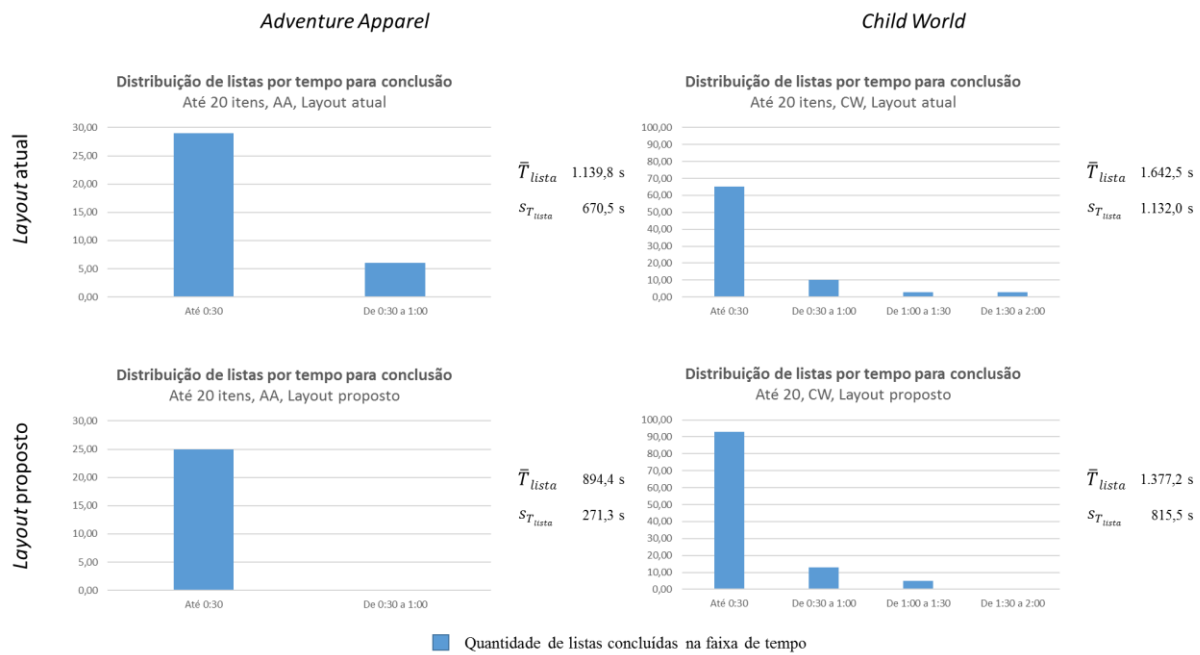 Adventure Apparel
Child World
Layout atual
Distribuição de listas por tempo para conclusão
Até 20 itens, AA, Layout atual
30,00
25,00
20,00
15,00
10,00
5,00
0,00
Até 0:30
De 0:30 a 1:00
T̄ lista 1.139,8 s
s T lista 670,5 s
Distribuição de listas por tempo para conclusão
Até 20 itens, CW, Layout atual
100,00
90,00
80,00
70,00
60,00
50,00
40,00
30,00
20,00
10,00
0,00
Até 0:30
De 0:30 a 1:00
De 1:00 a 1:30
De 1:30 a 2:00
T̄ lista 1.642,5 s
s T lista 1.132,0 s
Layout proposto
Distribuição de listas por tempo para conclusão
Até 20 itens, AA, Layout proposto
30,00
25,00
20,00
15,00
10,00
5,00
0,00
Até 0:30
De 0:30 a 1:00
T̄ lista 894,4 s
s T lista 271,3 s
Distribuição de listas por tempo para conclusão
Até 20, CW, Layout proposto
100,00
90,00
80,00
70,00
60,00
50,00
40,00
30,00
20,00
10,00
0,00
Até 0:30
De 0:30 a 1:00
De 1:00 a 1:30
De 1:30 a 2:00
T̄ lista 1.377,2 s
s T lista 815,5 s
Quantidade de listas concluídas na faixa de tempo